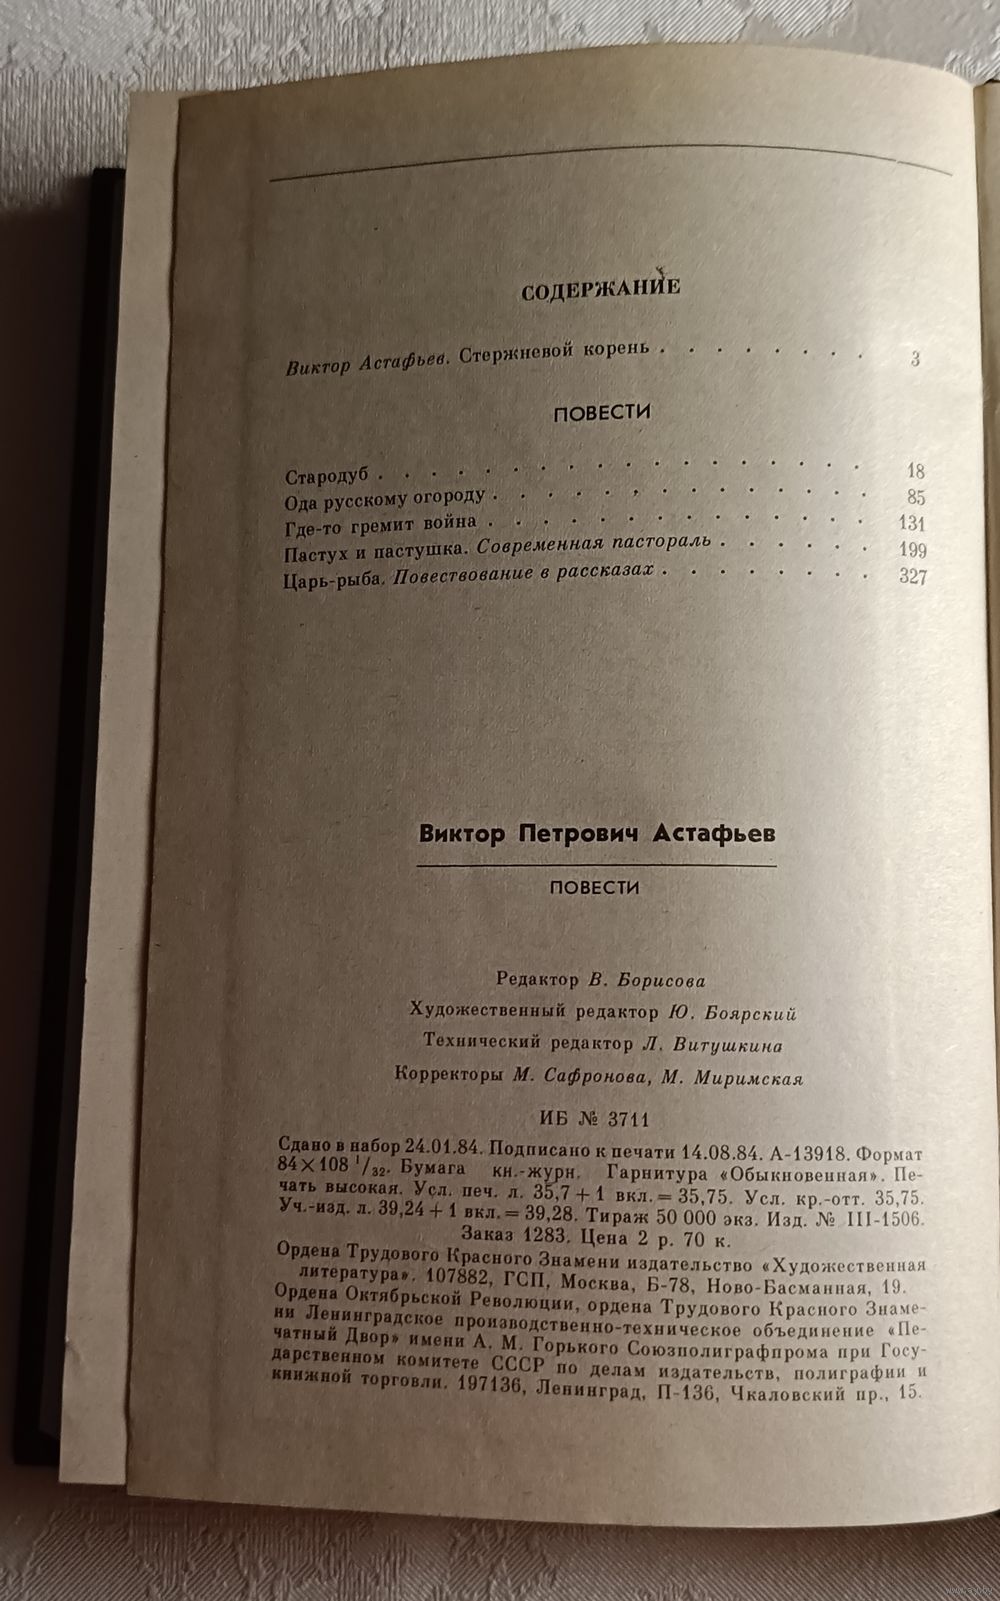 СОДЕРЖАНИЕ
Виктор Астафьев. Стержневой корень . . . . . . . . 3
ПОВЕСТИ
Стародуб . . . . . . . . . . . . . . . . . . 18
Ода русскому огороду . . . . . . . . . . . . . . 85
Где-то гремит война . . . . . . . . . . . . . . 131
Пастух и пастушка. Современная пастораль . . . . . . 199
Царь-рыба. Повествование в рассказах . . . . . . . . 327
Виктор Петрович Астафьев
ПОВЕСТИ
Редактор В. Борисова
Художественный редактор Ю. Боярский
Технический редактор Л. Витушкина
Корректоры М. Сафронова, М. Миримская
ИБ № 3711
Сдано в набор 24.01.84. Подписано к печати 14.08.84. А-13918. Формат
84×108 1/32. Бумага кн.-журн. Гарнитура «Обыкновенная». Пе-
чать высокая. Усл. печ. л. 35,7 + 1 вкл. = 35,75. Усл. кр.-отт. 35,75.
Уч.-изд. л. 39,24 + 1 вкл. = 39,28. Тираж 50 000 экз. Изд. № III-1506.
Заказ 1283. Цена 2 р. 70 к.
Ордена Трудового Красного Знамени издательство «Художественная
литература». 107882, ГСП, Москва, Б-78, Ново-Басманная, 19.
Ордена Октябрьской Революции, ордена Трудового Красного Знаме-
ни Ленинградское производственно-техническое объединение «Пе-
чатный Двор» имени А. М. Горького Союзполиграфпрома при Госу-
дарственном комитете СССР по делам издательств, полиграфии и
книжной торговли. 197136, Ленинград, П-136, Чкаловский пр., 15.